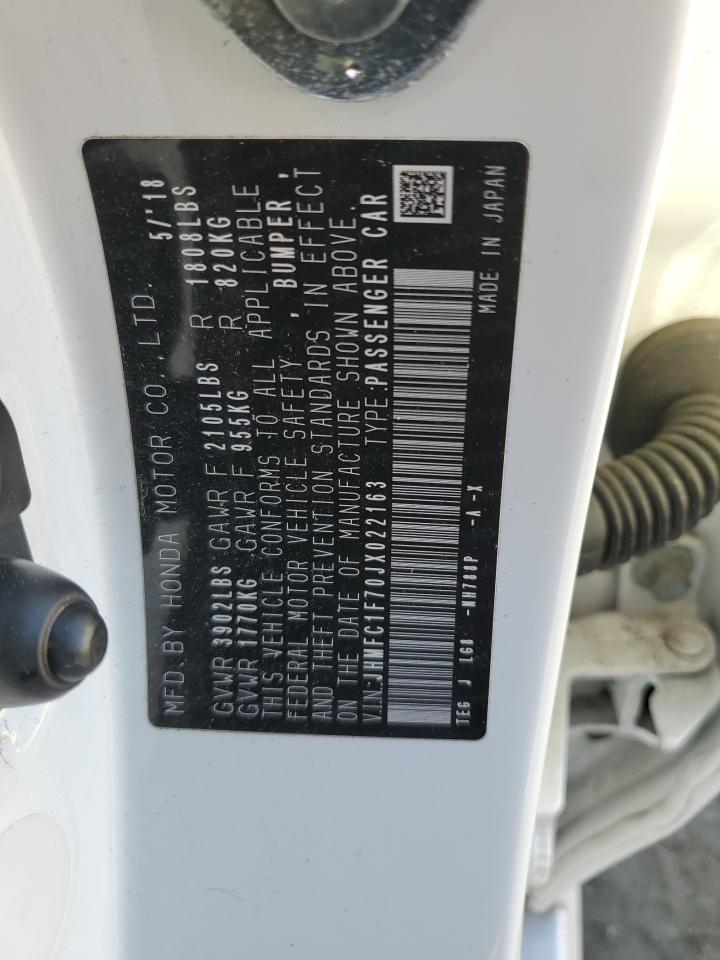 MFD. BY HONDA MOTOR CO., LTD. 5/'18
GVWR 3902LBS GAWR F 2105LBS R 1808LBS
GVWR 1770KG GAWR F 955KG R 820KG
THIS VEHICLE CONFORMS TO ALL APPLICABLE
FEDERAL MOTOR VEHICLE SAFETY, 'BUMPER',
AND THEFT PREVENTION STANDARDS IN EFFECT
ON THE DATE OF MANUFACTURE SHOWN ABOVE.
V.I.N.:JHMFC1F70JX022163 TYPE:PASSENGER CAR
TEG J LG8 -NH788P -A -X MADE IN JAPAN